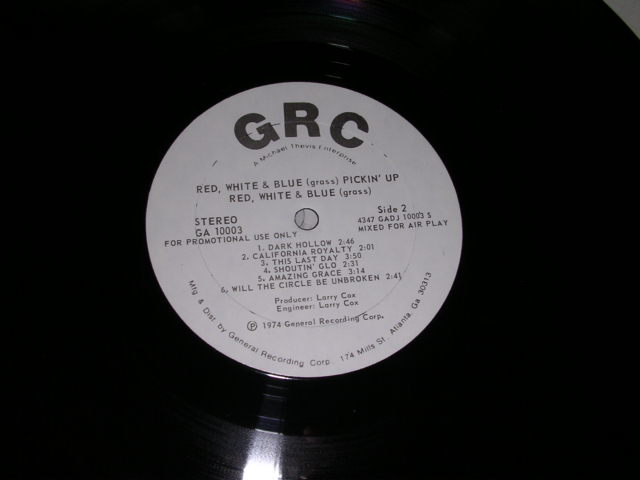 GRC
A Michael Thevis Enterprise
RED, WHITE & BLUE (grass) PICKIN' UP
RED, WHITE & BLUE (grass)
STEREO
GA 10003
Side 2
4347 GADJ 10003 S
MIXED FOR AIR PLAY
FOR PROMOTIONAL USE ONLY
1. DARK HOLLOW 2:46
2. CALIFORNIA ROYALTY 2:01
3. THIS LAST DAY 3:50
4. SHOUTIN' GLO 2:31
5. AMAZING GRACE 3:14
6. WILL THE CIRCLE BE UNBROKEN 2:41
Producer: Larry Cox
Engineer: Larry Cox
Ⓟ 1974 General Recording Corp.
Mfg & Dist by General Recording Corp. 174 Mills St Atlanta, Ga 30313